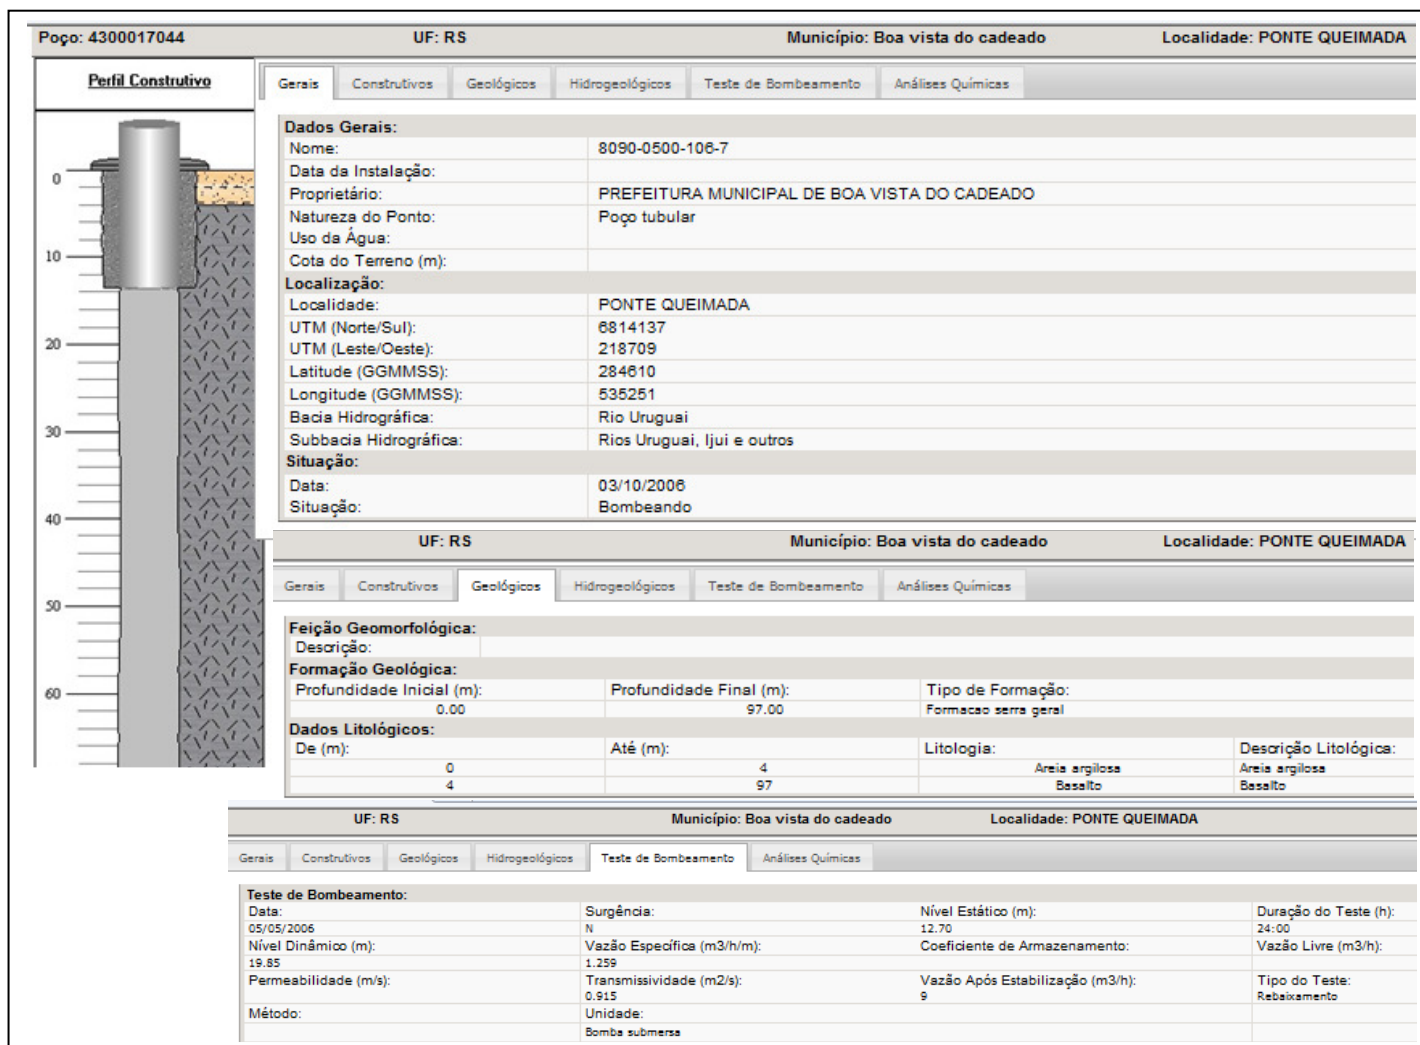 Poço: 4300017044 UF: RS Município: Boa vista do cadeado Localidade: PONTE QUEIMADA
Perfil Construtivo
0
10
20
30
40
50
60
Gerais Construtivos Geológicos Hidrogeológicos Teste de Bombeamento Análises Químicas
Dados Gerais:
Nome: 8090-0500-106-7
Data da Instalação:
Proprietário: PREFEITURA MUNICIPAL DE BOA VISTA DO CADEADO
Natureza do Ponto: Poço tubular
Uso da Água:
Cota do Terreno (m):
Localização:
Localidade: PONTE QUEIMADA
UTM (Norte/Sul): 6814137
UTM (Leste/Oeste): 218709
Latitude (GGMMSS): 284610
Longitude (GGMMSS): 535251
Bacia Hidrográfica: Rio Uruguai
Subbacia Hidrográfica: Rios Uruguai, Ijui e outros
Situação:
Data: 03/10/2006
Situação: Bombeando
UF: RS Município: Boa vista do cadeado Localidade: PONTE QUEIMADA
Gerais Construtivos Geológicos Hidrogeológicos Teste de Bombeamento Análises Químicas
Feição Geomorfológica:
Descrição:
Formação Geológica:
Profundidade Inicial (m): Profundidade Final (m): Tipo de Formação:
0.00 97.00 Formacao serra geral
Dados Litológicos:
De (m): Até (m): Litologia: Descrição Litológica:
0 4 Areia argilosa Areia argilosa
4 97 Basalto Basalto
UF: RS Município: Boa vista do cadeado Localidade: PONTE QUEIMADA
Gerais Construtivos Geológicos Hidrogeológicos Teste de Bombeamento Análises Químicas
Teste de Bombeamento:
Data: Surgência: Nível Estático (m): Duração do Teste (h):
05/05/2006 N 12.70 24:00
Nível Dinâmico (m): Vazão Específica (m3/h/m): Coeficiente de Armazenamento: Vazão Livre (m3/h):
19.85 1.259
Permeabilidade (m/s): Transmissividade (m2/s): Vazão Após Estabilização (m3/h): Tipo do Teste:
0.915 9 Rebaixamento
Método: Unidade:
Bomba submersa